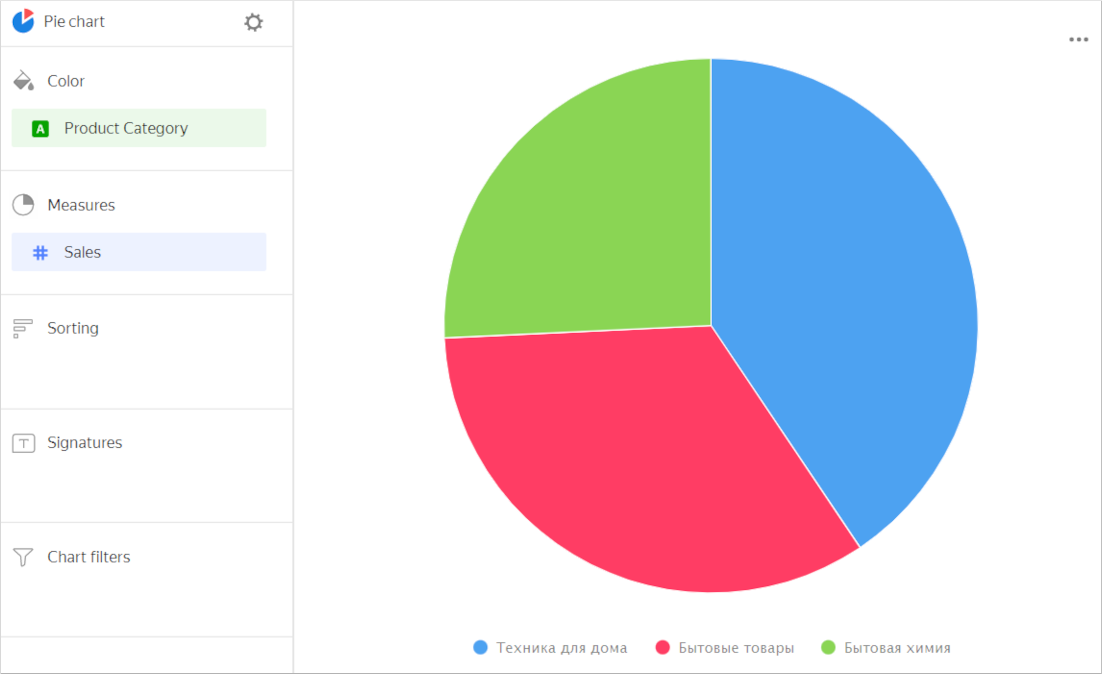 Pie chart
Color
A Product Category
Measures
# Sales
Sorting
T Signatures
Chart filters
Техника для дома Бытовые товары Бытовая химия